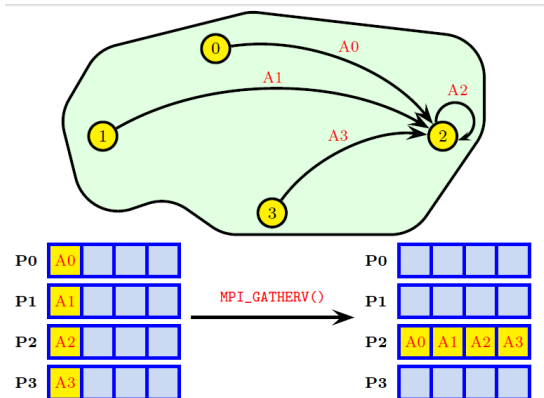 0
A0
A1
A2
1
A3
2
3
P0 A0
P0
P1 A1
MPI_GATHERV()
P1
P2 A2
P2 A0 A1 A2 A3
P3 A3
P3